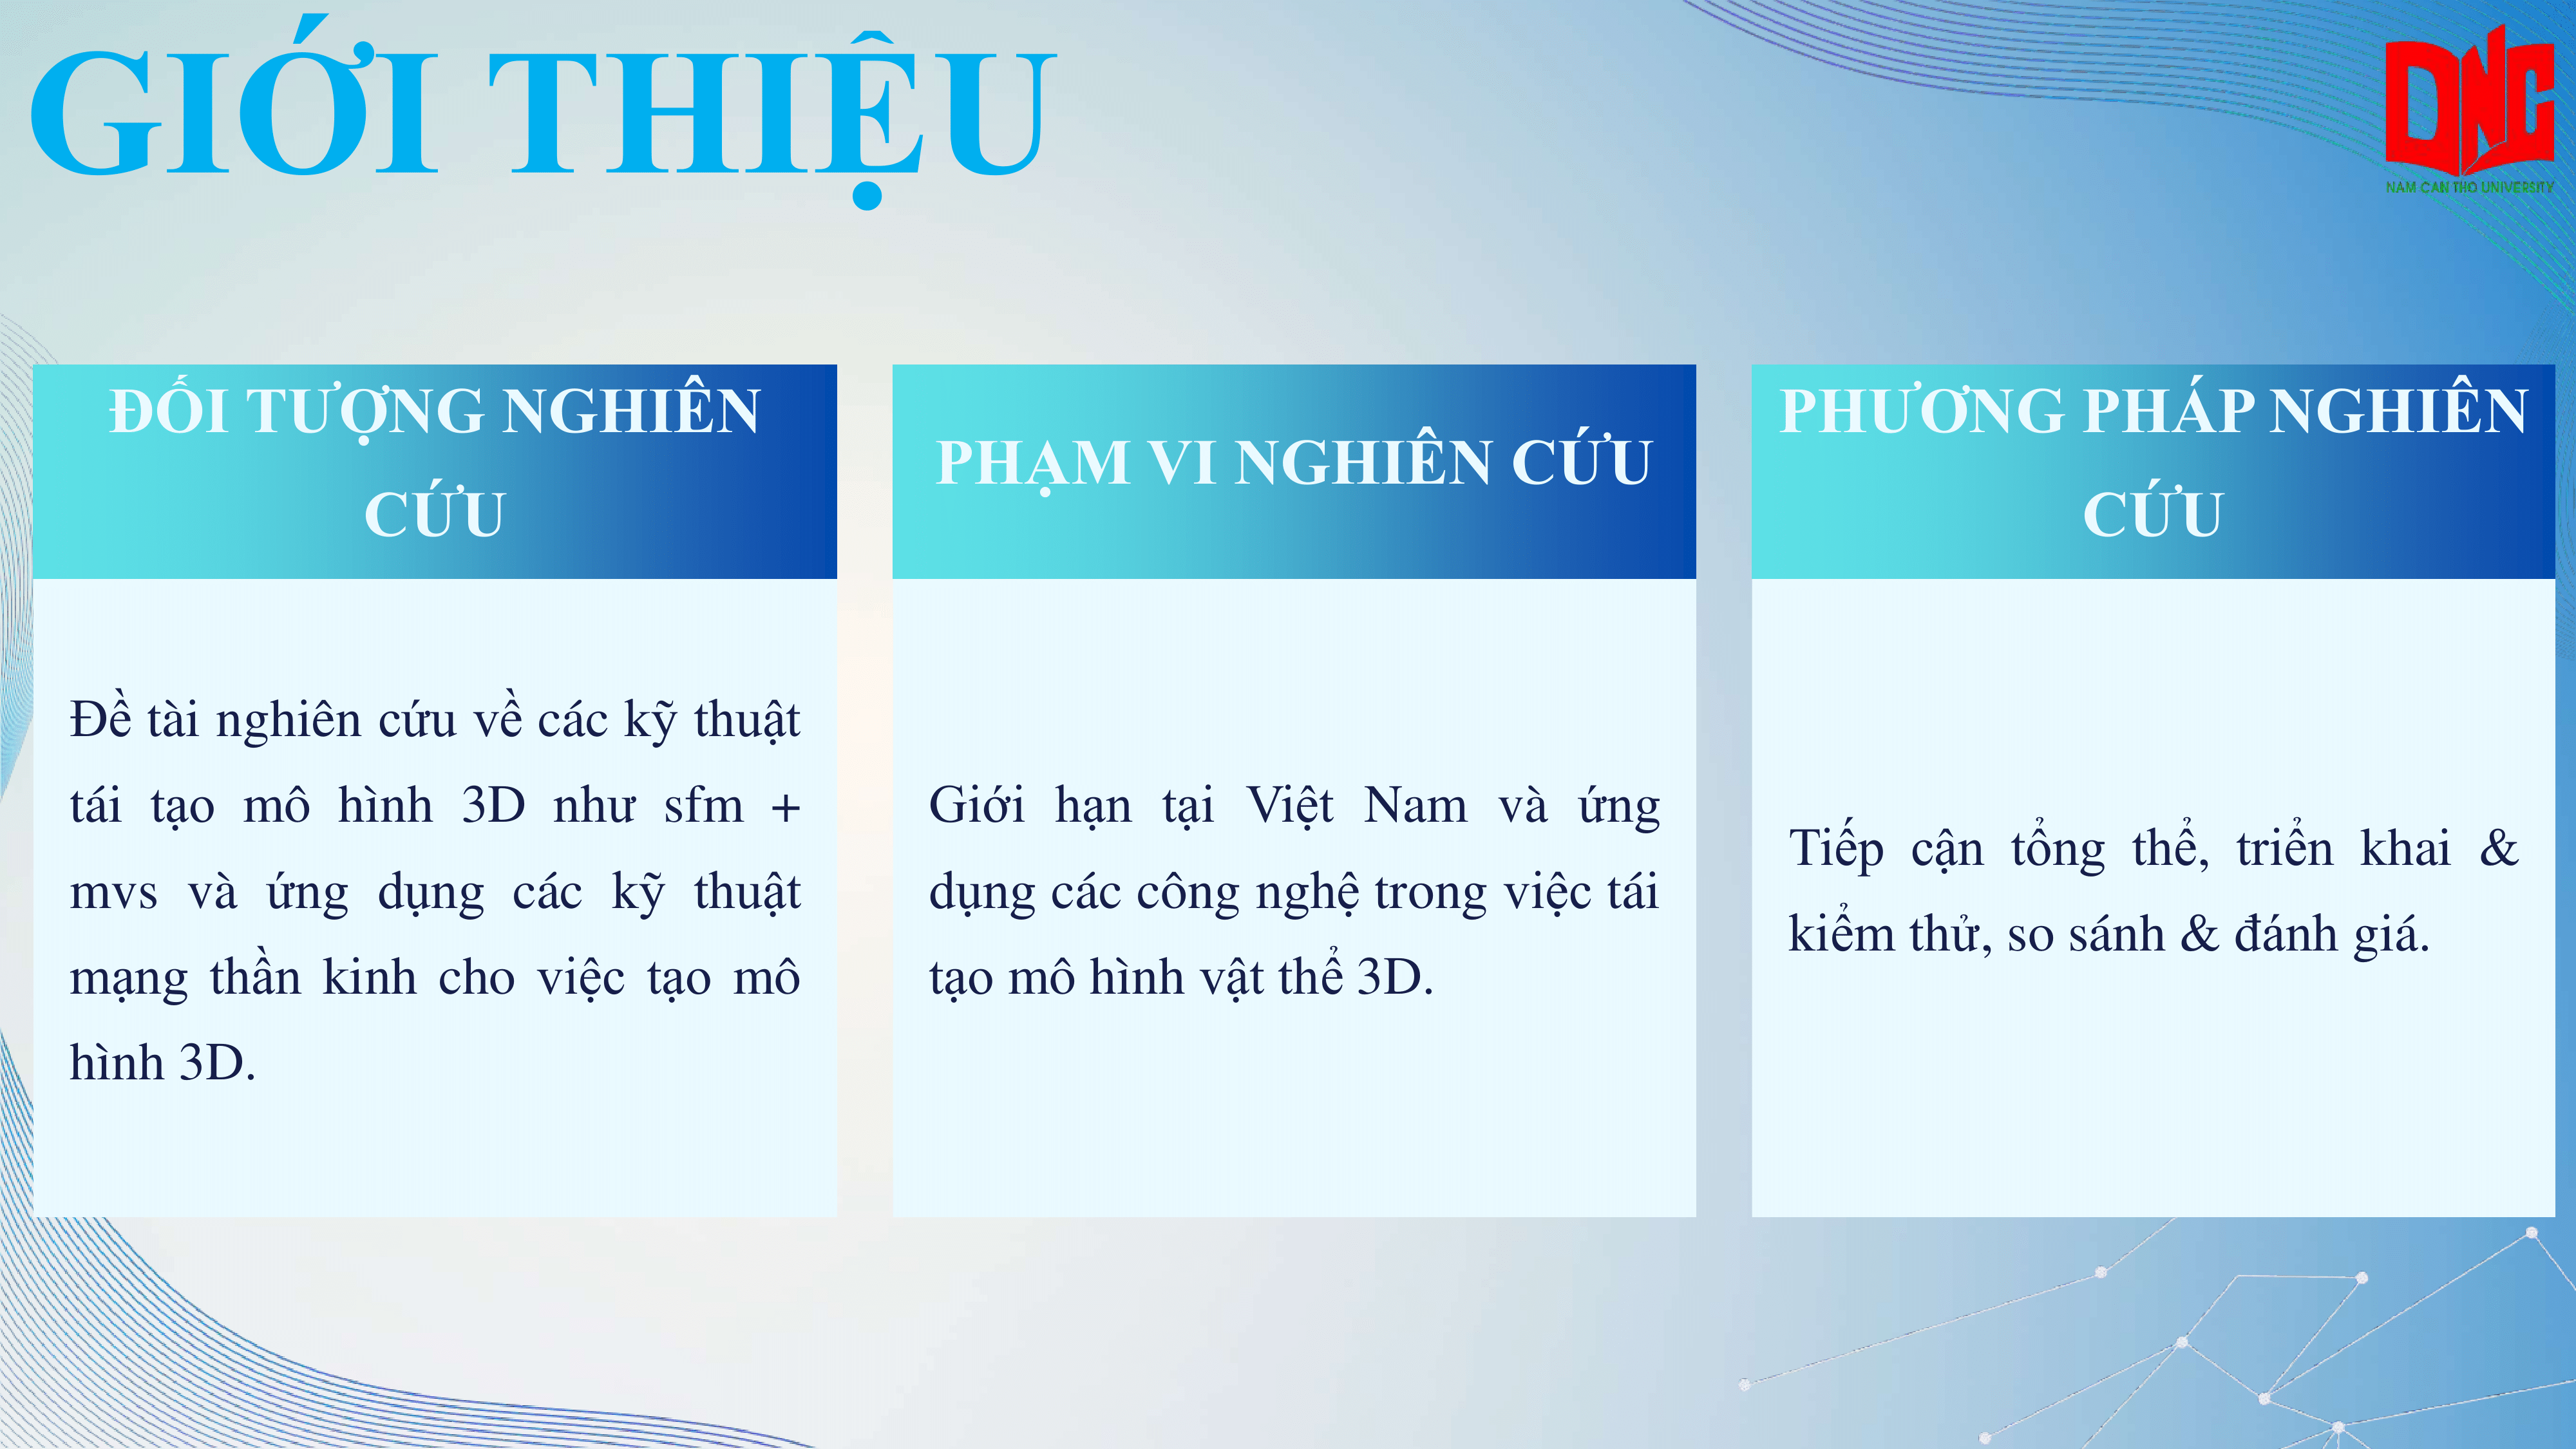 GIỚI THIỆU
DNC
NAM CAN THO UNIVERSITY
ĐỐI TƯỢNG NGHIÊN
CỨU
Đề tài nghiên cứu về các kỹ thuật
tái tạo mô hình 3D như sfm +
mvs và ứng dụng các kỹ thuật
mạng thần kinh cho việc tạo mô
hình 3D.
PHẠM VI NGHIÊN CỨU
Giới hạn tại Việt Nam và ứng
dụng các công nghệ trong việc tái
tạo mô hình vật thể 3D.
PHƯƠNG PHÁP NGHIÊN
CỨU
Tiếp cận tổng thể, triển khai &
kiểm thử, so sánh & đánh giá.